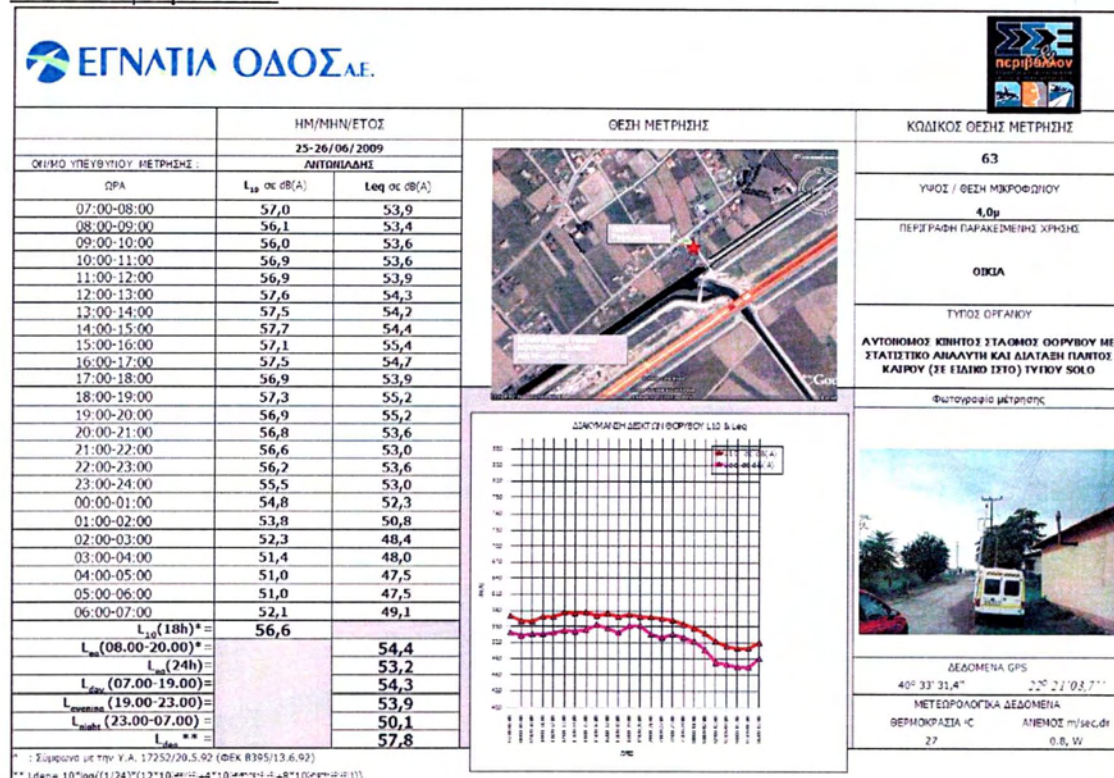 ΕΓΝΑΤΙΑ ΟΔΟΣ Α.Ε.
ΣΣΕ
&
περιβάλλον
ΗΜ/ΜΗΝ/ΕΤΟΣ
ΘΕΣΗ ΜΕΤΡΗΣΗΣ
ΚΩΔΙΚΟΣ ΘΕΣΗΣ ΜΕΤΡΗΣΗΣ
25-26/06/2009
63
ΟΝ/ΜΟ ΥΠΕΥΘΥΝΟΥ ΜΕΤΡΗΣΗΣ :
ΑΝΤΩΝΙΑΔΗΣ
ΩΡΑ L10 σε dB(A) Leq σε dB(A)
ΥΨΟΣ / ΘΕΣΗ ΜΙΚΡΟΦΩΝΟΥ
4,0μ
ΠΕΡΙΓΡΑΦΗ ΠΑΡΑΚΕΙΜΕΝΗΣ ΧΡΗΣΗΣ
ΟΙΚΙΑ
ΤΥΠΟΣ ΟΡΓΑΝΟΥ
ΑΥΤΟΝΟΜΟΣ ΚΙΝΗΤΟΣ ΣΤΑΘΜΟΣ ΘΟΡΥΒΟΥ ΜΕ
ΣΤΑΤΙΣΤΙΚΟ ΑΝΑΛΥΤΗ ΚΑΙ ΔΙΑΤΑΞΗ ΠΑΝΤΟΣ
ΚΑΙΡΟΥ (ΣΕ ΕΙΔΙΚΟ ΙΣΤΟ) ΤΥΠΟΥ SOLO
Φωτογραφία μέτρησης
07:00-08:00 57,0 53,9
08:00-09:00 56,1 53,4
09:00-10:00 56,0 53,6
10:00-11:00 56,9 53,6
11:00-12:00 56,9 53,9
12:00-13:00 57,6 54,3
13:00-14:00 57,5 54,2
14:00-15:00 57,7 54,4
15:00-16:00 57,1 55,4
16:00-17:00 57,5 54,7
17:00-18:00 56,9 53,9
18:00-19:00 57,3 55,2
19:00-20:00 56,9 55,2
20:00-21:00 56,8 53,6
21:00-22:00 56,6 53,0
22:00-23:00 56,2 53,6
23:00-24:00 55,5 53,0
00:00-01:00 54,8 52,3
01:00-02:00 53,8 50,8
02:00-03:00 52,3 48,4
03:00-04:00 51,4 48,0
04:00-05:00 51,0 47,5
05:00-06:00 51,0 47,5
06:00-07:00 52,1 49,1
L10(18h)* = 56,6
Leq(08.00-20.00)* = 54,4
Leq(24h)= 53,2
Lday (07.00-19.00)= 54,3
Levening (19.00-23.00)= 53,9
Lnight (23.00-07.00) = 50,1
Lden ** = 57,8
ΔΙΑΚΥΜΑΝΣΗ ΔΕΙΚΤΩΝ ΘΟΡΥΒΟΥ L10 & Leq
ΔΕΔΟΜΕΝΑ GPS
40° 33' 31,4" 22° 21'03,7''
ΜΕΤΕΩΡΟΛΟΓΙΚΑ ΔΕΔΟΜΕΝΑ
ΘΕΡΜΟΚΡΑΣΙΑ °C ΑΝΕΜΟΣ m/sec,dr
27 0.8, W
* : Σύμφωνα με την Υ.Α. 17252/20.5.92 (ΦΕΚ Β395/13.6.92)